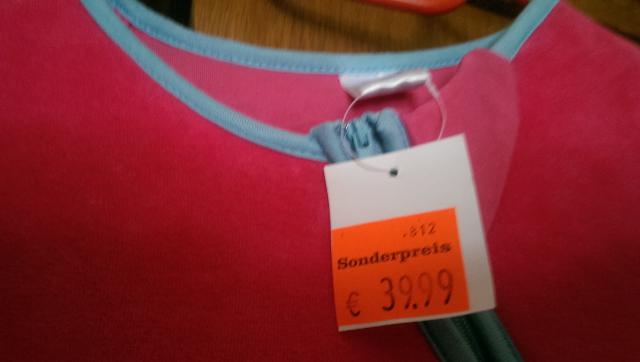 .812
Sonderpreis
€ 39.99